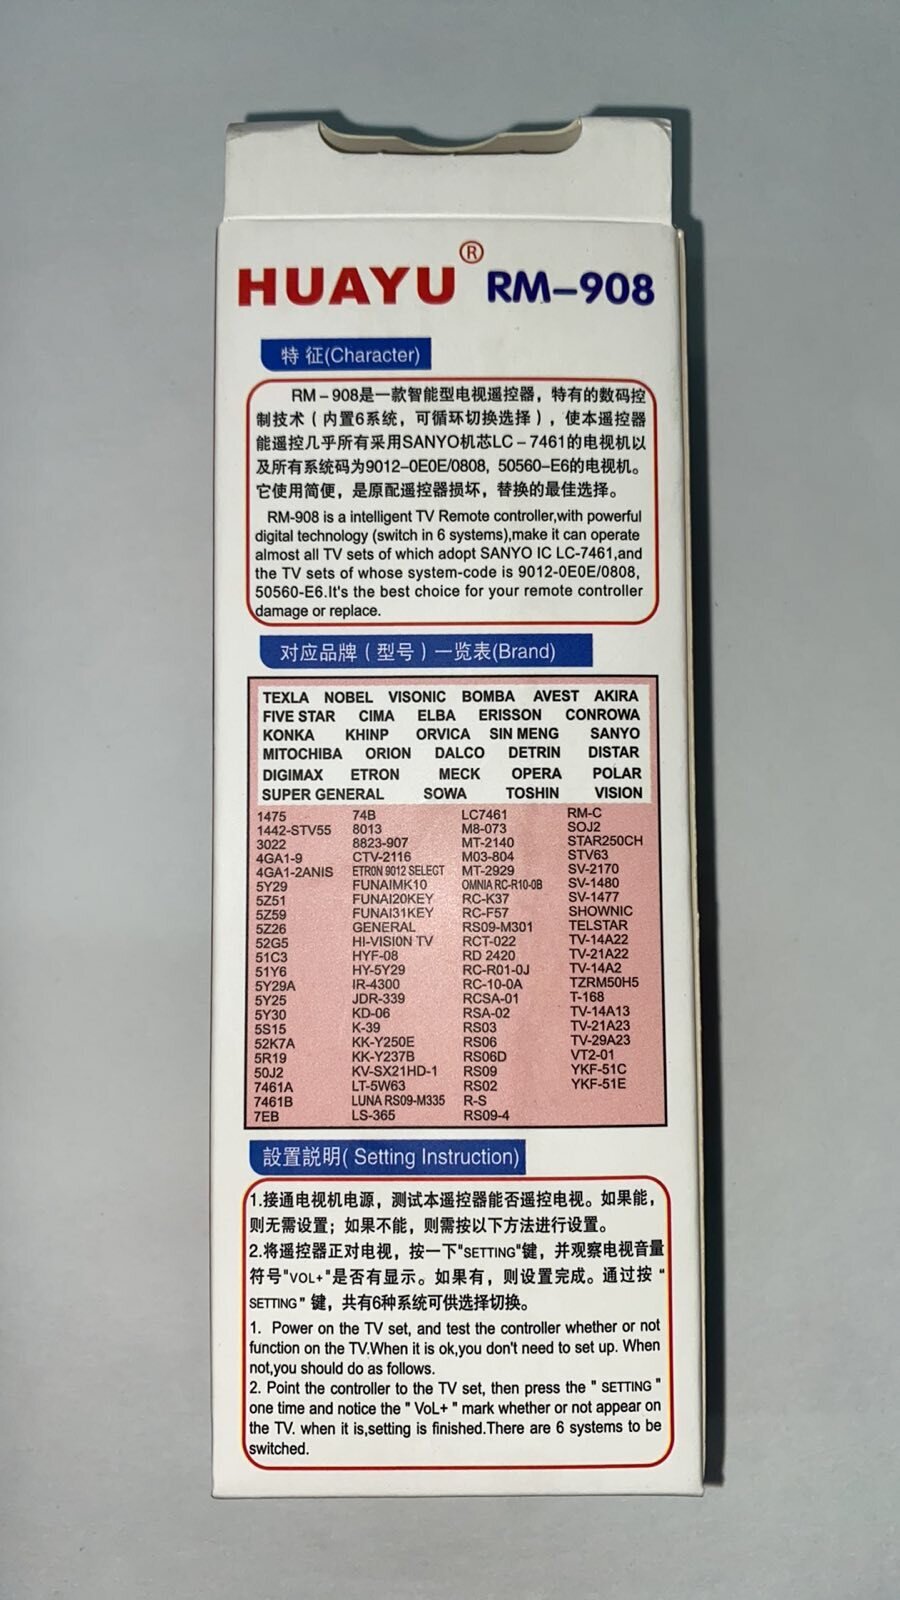 HUAYU® RM-908
特 征(Character)
RM-908是一款智能型电视遥控器，特有的数码控
制技术（内置6系统，可循环切换选择），使本遥控器
能遥控几乎所有采用SANYO机芯LC-7461的电视机以
及所有系统码为9012-0E0E/0808, 50560-E6的电视机。
它使用简便，是原配遥控器损坏，替换的最佳选择。
RM-908 is a intelligent TV Remote controller,with powerful
digital technology (switch in 6 systems),make it can operate
almost all TV sets of which adopt SANYO IC LC-7461,and
the TV sets of whose system-code is 9012-0E0E/0808,
50560-E6.It's the best choice for your remote controller
damage or replace.
对应品牌（型号）一览表(Brand)
TEXLA NOBEL VISONIC BOMBA AVEST AKIRA
FIVE STAR CIMA ELBA ERISSON CONROWA
KONKA KHINP ORVICA SIN MENG SANYO
MITOCHIBA ORION DALCO DETRIN DISTAR
DIGIMAX ETRON MECK OPERA POLAR
SUPER GENERAL SOWA TOSHIN VISION
1475 74B LC7461 RM-C
1442-STV55 8013 M8-073 SOJ2
3022 8823-907 MT-2140 STAR250CH
4GA1-9 CTV-2116 M03-804 STV63
4GA1-2ANIS ETR0N 9012 SELECT MT-2929 SV-2170
5Y29 FUNAIMK10 OMNIA RC-R10-0B SV-1480
5Z51 FUNAI20KEY RC-K37 SV-1477
5Z59 FUNAI31KEY RC-F57 SHOWNIC
5Z26 GENERAL RS09-M301 TELSTAR
52G5 HI-VISI0N TV RCT-022 TV-14A22
51C3 HYF-08 RD 2420 TV-21A22
51Y6 HY-5Y29 RC-R01-0J TV-14A2
5Y29A IR-4300 RC-10-0A TZRM50H5
5Y25 JDR-339 RCSA-01 T-168
5Y30 KD-06 RSA-02 TV-14A13
5S15 K-39 RS03 TV-21A23
52K7A KK-Y250E RS06 TV-29A23
5R19 KK-Y237B RS06D VT2-01
50J2 KV-SX21HD-1 RS09 YKF-51C
7461A LT-5W63 RS02 YKF-51E
7461B LUNA RS09-M335 R-S
7EB LS-365 RS09-4
設置説明( Setting Instruction)
1.接通电视机电源，测试本遥控器能否遥控电视。如果能，
则无需设置；如果不能，则需按以下方法进行设置。
2.将遥控器正对电视，按一下"SETTING"键，并观察电视音量
符号"VOL+"是否有显示。如果有，则设置完成。通过按 "
SETTING " 键，共有6种系统可供选择切换。
1. Power on the TV set, and test the controller whether or not
function on the TV.When it is ok,you don't need to set up. When
not,you should do as follows.
2. Point the controller to the TV set, then press the " SETTING "
one time and notice the " VoL+ " mark whether or not appear on
the TV. when it is,setting is finished.There are 6 systems to be
switched.